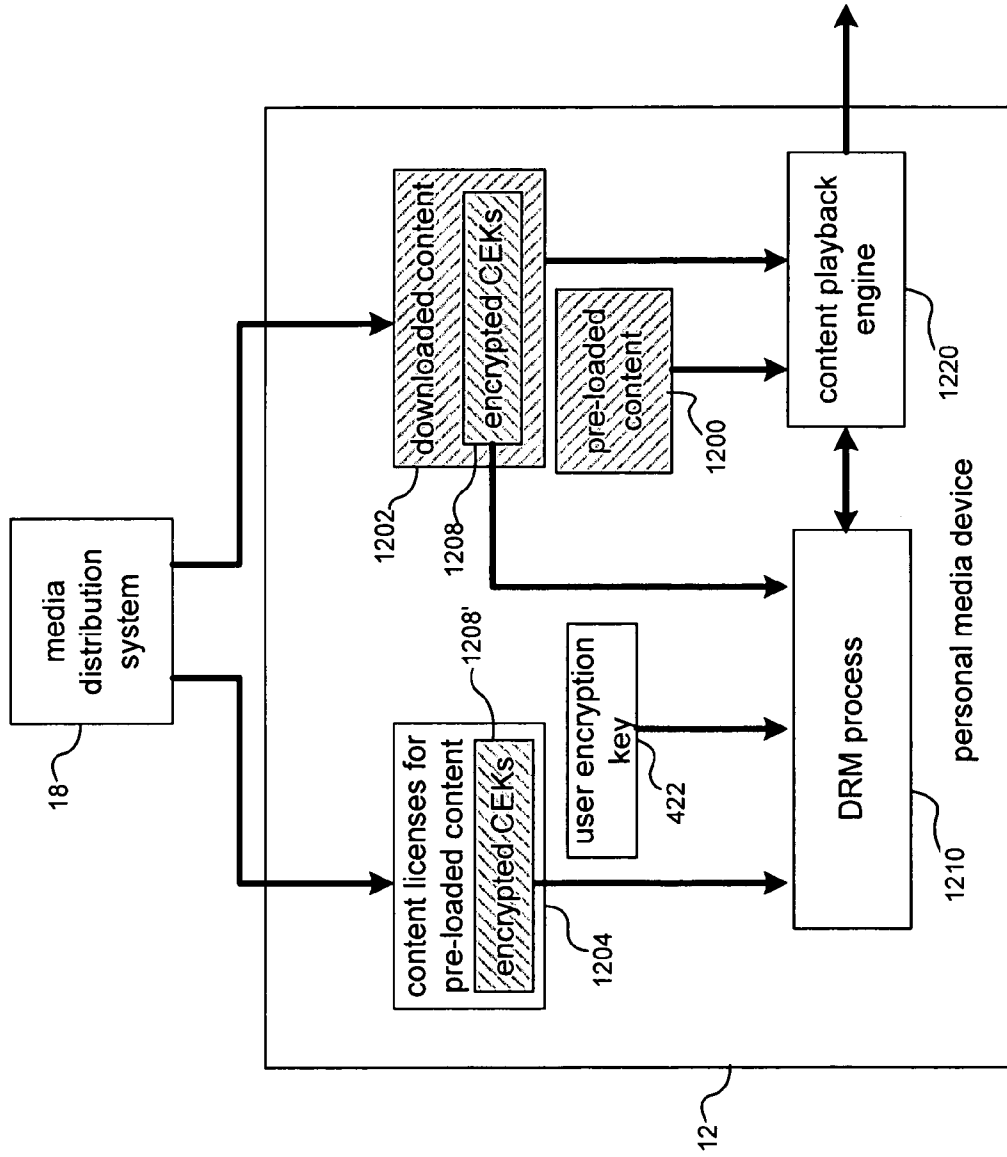 media
distribution
system
18
content licenses for
pre-loaded content
encrypted CEKs
1208'
1204
downloaded content
encrypted CEKs
1202
1208
pre-loaded
content
1200
user encryption
key
422
DRM process
1210
content playback
engine
1220
personal media device
12